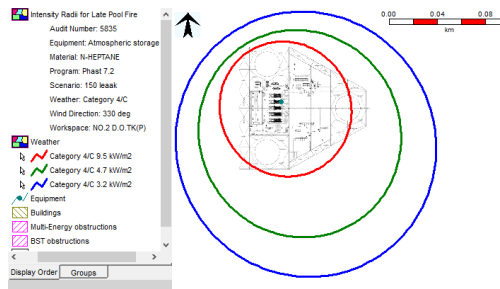 Intensity Radii for Late Pool Fire
Audit Number: 5835
Equipment: Atmospheric storage
Material: N-HEPTANE
Program: Phast 7.2
Scenario: 150 leaak
Weather: Category 4/C
Wind Direction: 330 deg
Workspace: NO.2 D.O.TK(P)
Weather
Category 4/C 9.5 kW/m2
Category 4/C 4.7 kW/m2
Category 4/C 3.2 kW/m2
Equipment
Buildings
Multi-Energy obstructions
BST obstructions
Display Order Groups
0.00 0.08
km